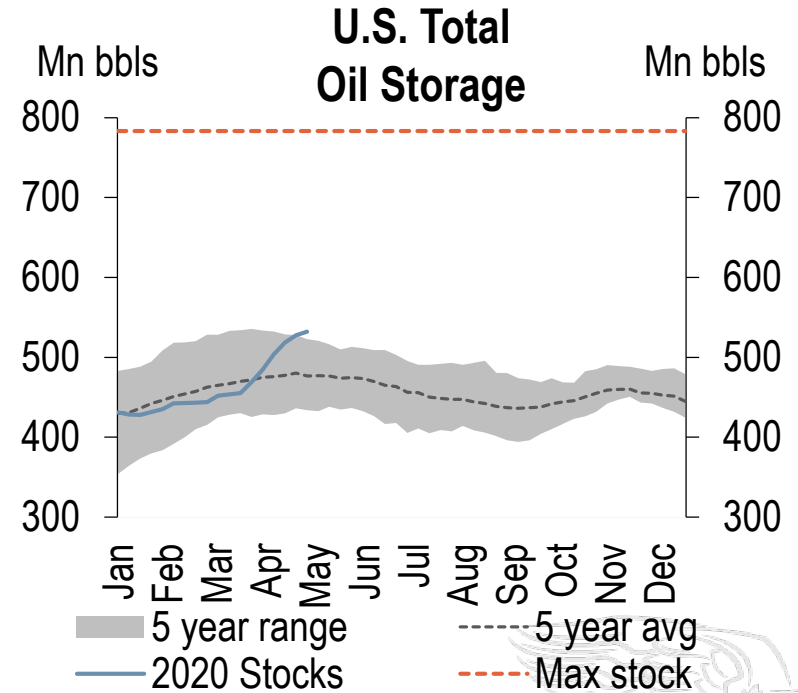 U.S. Total
Oil Storage
Mn bbls
Mn bbls
800
700
600
500
400
300
800
700
600
500
400
300
Jan
Feb
Mar
Apr
May
Jun
Jul
Aug
Sep
Oct
Nov
Dec
5 year range
5 year avg
2020 Stocks
Max stock